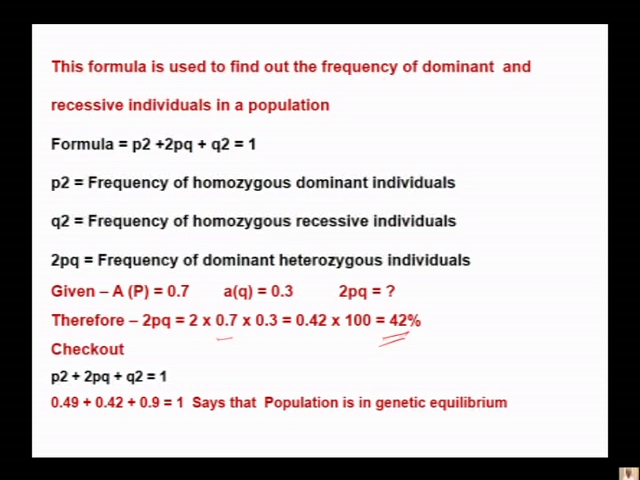 This formula is used to find out the frequency of dominant and
recessive individuals in a population
Formula = p2 +2pq + q2 = 1
p2 = Frequency of homozygous dominant individuals
q2 = Frequency of homozygous recessive individuals
2pq = Frequency of dominant heterozygous individuals
Given – A (P) = 0.7 a(q) = 0.3 2pq = ?
Therefore – 2pq = 2 x 0.7 x 0.3 = 0.42 x 100 = 42%
Checkout
p2 + 2pq + q2 = 1
0.49 + 0.42 + 0.9 = 1 Says that Population is in genetic equilibrium